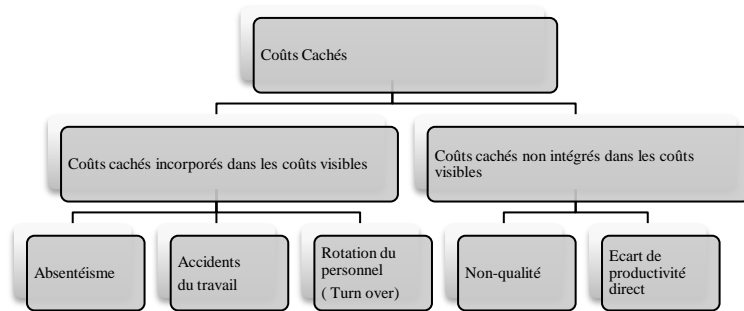 Coûts Cachés
Coûts cachés incorporés dans les coûts visibles
Coûts cachés non intégrés dans les coûts
visibles
Absentéisme
Accidents
du travail
Rotation du
personnel
( Turn over)
Non-qualité
Ecart de
productivité
direct